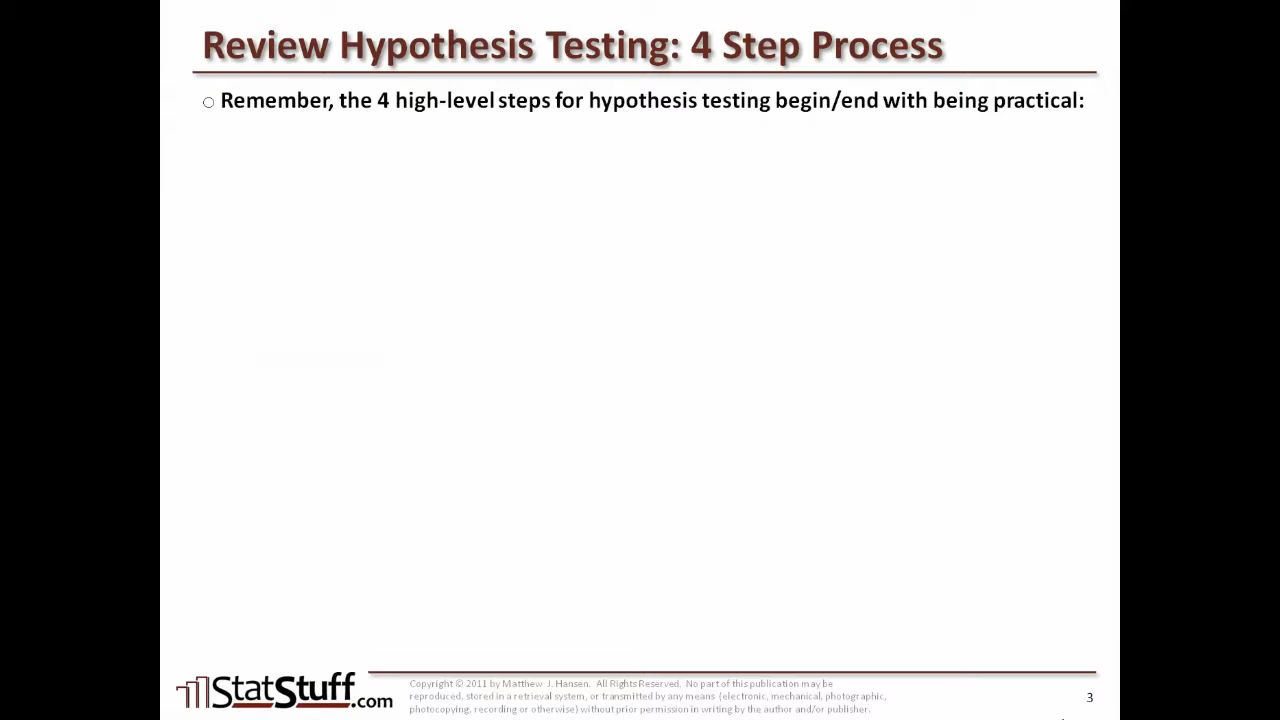 Review Hypothesis Testing: 4 Step Process
Remember, the 4 high-level steps for hypothesis testing begin/end with being practical:
StatStuff.com
Copyright © 2011 by Matthew J. Hansen. All Rights Reserved. No part of this publication may be
reproduced, stored in a retrieval system, or transmitted by any means (electronic, mechanical, photographic,
photocopying, recording or otherwise) without prior permission in writing by the author and/or publisher.
3